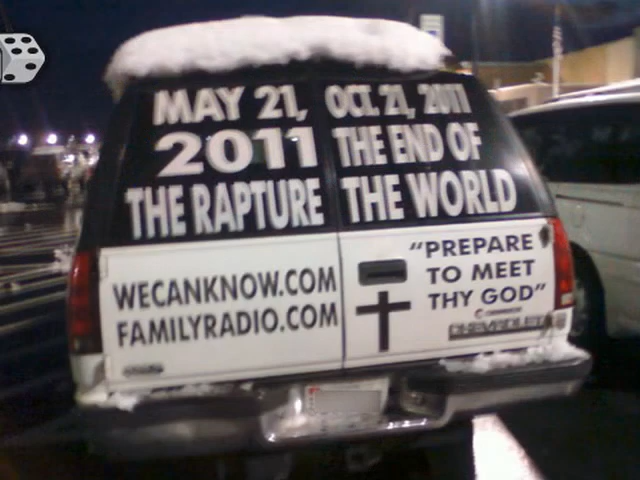 MAY 21,
2011
THE RAPTURE
OCT. 21, 2011
THE END OF
THE WORLD
WECANKNOW.COM
FAMILYRADIO.COM
"PREPARE
TO MEET
THY GOD"
CHEVROLET